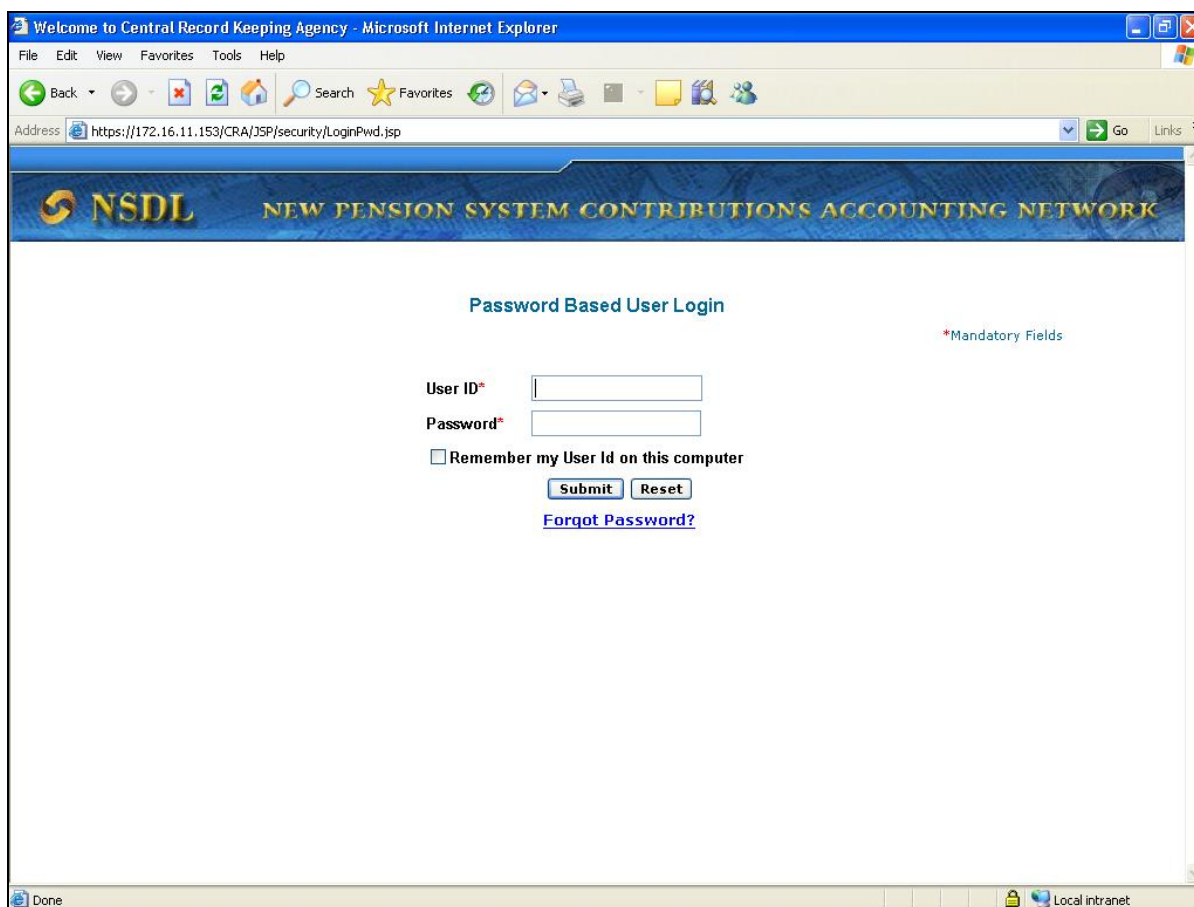 Welcome to Central Record Keeping Agency - Microsoft Internet Explorer
File Edit View Favorites Tools Help
Back Search Favorites
Address https://172.16.11.153/CRA/JSP/security/LoginPwd.jsp Go Links
NSDL NEW PENSION SYSTEM CONTRIBUTIONS ACCOUNTING NETWORK
Password Based User Login
*Mandatory Fields
User ID*
Password*
Remember my User Id on this computer
Submit Reset
Forgot Password?
Done Local intranet